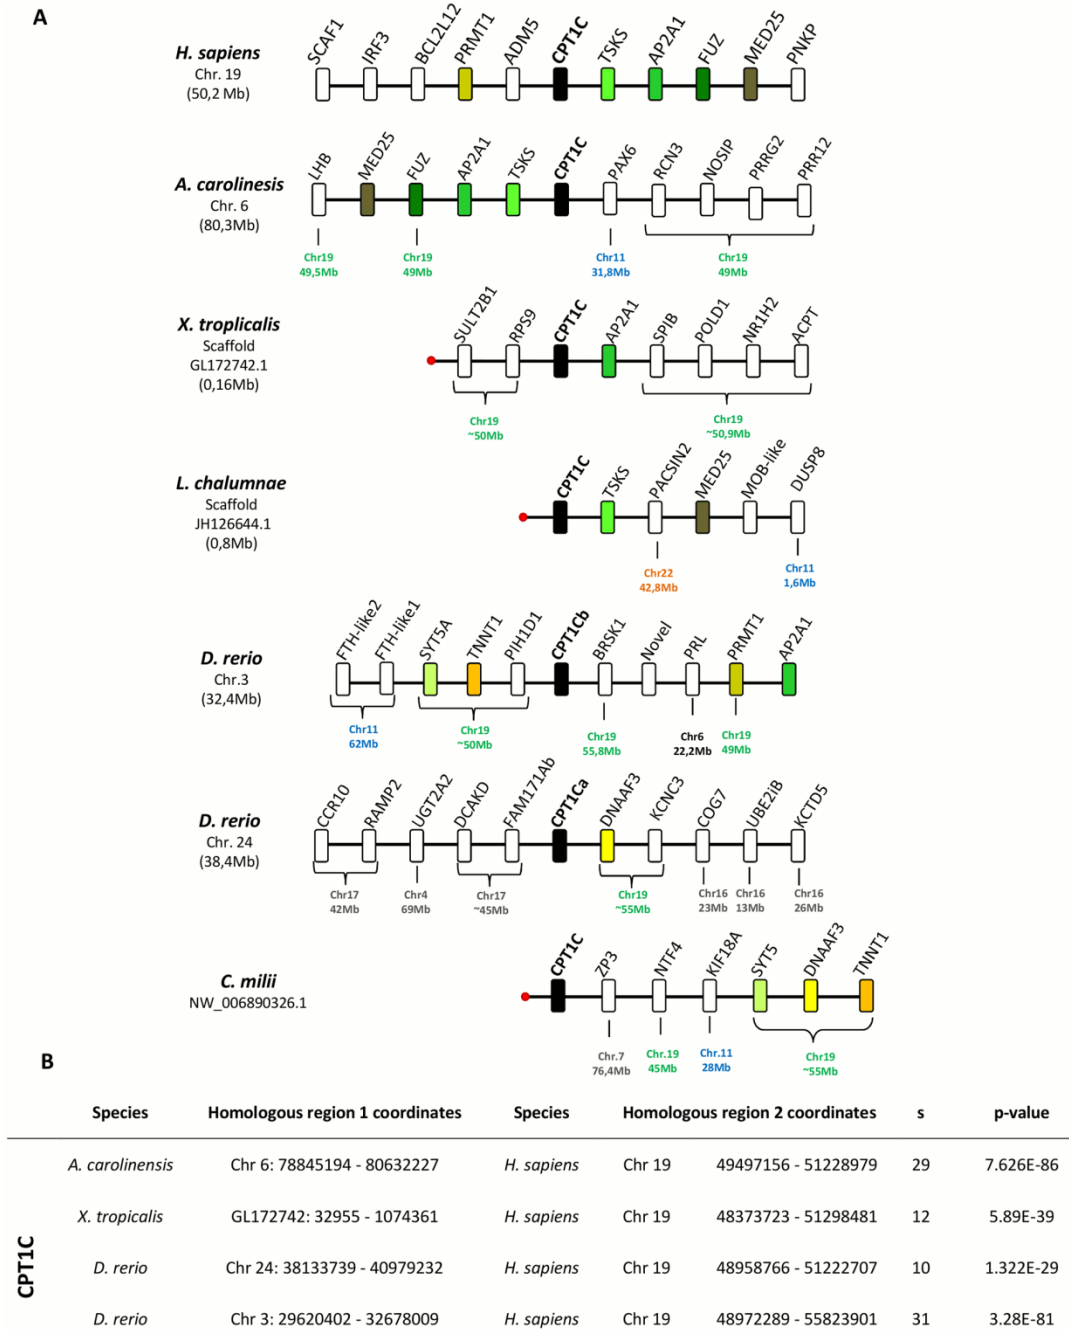 A
SCAF1 IRF3 BCL2L12 PRMT1 ADM5 CPT1C TSKS AP2A1 FUZ MED25 PNKP
H. sapiens
Chr. 19
(50,2 Mb)
LHB MED25 FUZ AP2A1 TSKS CPT1C PAX6 RCN3 NOSIP PRRG2 PRR12
A. carolinesis
Chr. 6
(80,3Mb)
Chr19 Chr19 Chr11 Chr19
49,5Mb 49Mb 31,8Mb 49Mb
SULT2B1 RPS9 CPT1C AP2A1 SPIB POLD1 NR1H2 ACPT
X. troplicalis
Scaffold
GL172742.1
(0,16Mb)
Chr19 Chr19
~50Mb ~50,9Mb
CPT1C TSKS PACSIN2 MED25 MOB-like DUSP8
L. chalumnae
Scaffold
JH126644.1
(0,8Mb)
Chr22 Chr11
42,8Mb 1,6Mb
FTH-like2 FTH-like1 SYT5A TNNT1 PIH1D1 CPT1Cb BRSK1 Novel PRL PRMT1 AP2A1
D. rerio
Chr.3
(32,4Mb)
Chr11 Chr19 Chr19 Chr6 Chr19
62Mb ~50Mb 55,8Mb 22,2Mb 49Mb
CCR10 RAMP2 UGT2A2 DCAKD FAM171Ab CPT1Ca DNAAF3 KCNC3 COG7 UBE2iB KCTD5
D. rerio
Chr. 24
(38,4Mb)
Chr17 Chr4 Chr17 Chr19 Chr16 Chr16 Chr16
42Mb 69Mb ~45Mb ~55Mb 23Mb 13Mb 26Mb
CPT1C ZP3 NTF4 KIF18A SYT5 DNAAF3 TNNT1
C. milii
NW_006890326.1
Chr.7 Chr.19 Chr.11 Chr19
76,4Mb 45Mb 28Mb ~55Mb
B
Species Homologous region 1 coordinates Species Homologous region 2 coordinates s p-value
CPT1C
A. carolinensis Chr 6: 78845194 - 80632227 H. sapiens Chr 19 49497156 - 51228979 29 7.626E-86
X. tropicalis GL172742: 32955 - 1074361 H. sapiens Chr 19 48373723 - 51298481 12 5.89E-39
D. rerio Chr 24: 38133739 - 40979232 H. sapiens Chr 19 48958766 - 51222707 10 1.322E-29
D. rerio Chr 3: 29620402 - 32678009 H. sapiens Chr 19 48972289 - 55823901 31 3.28E-81